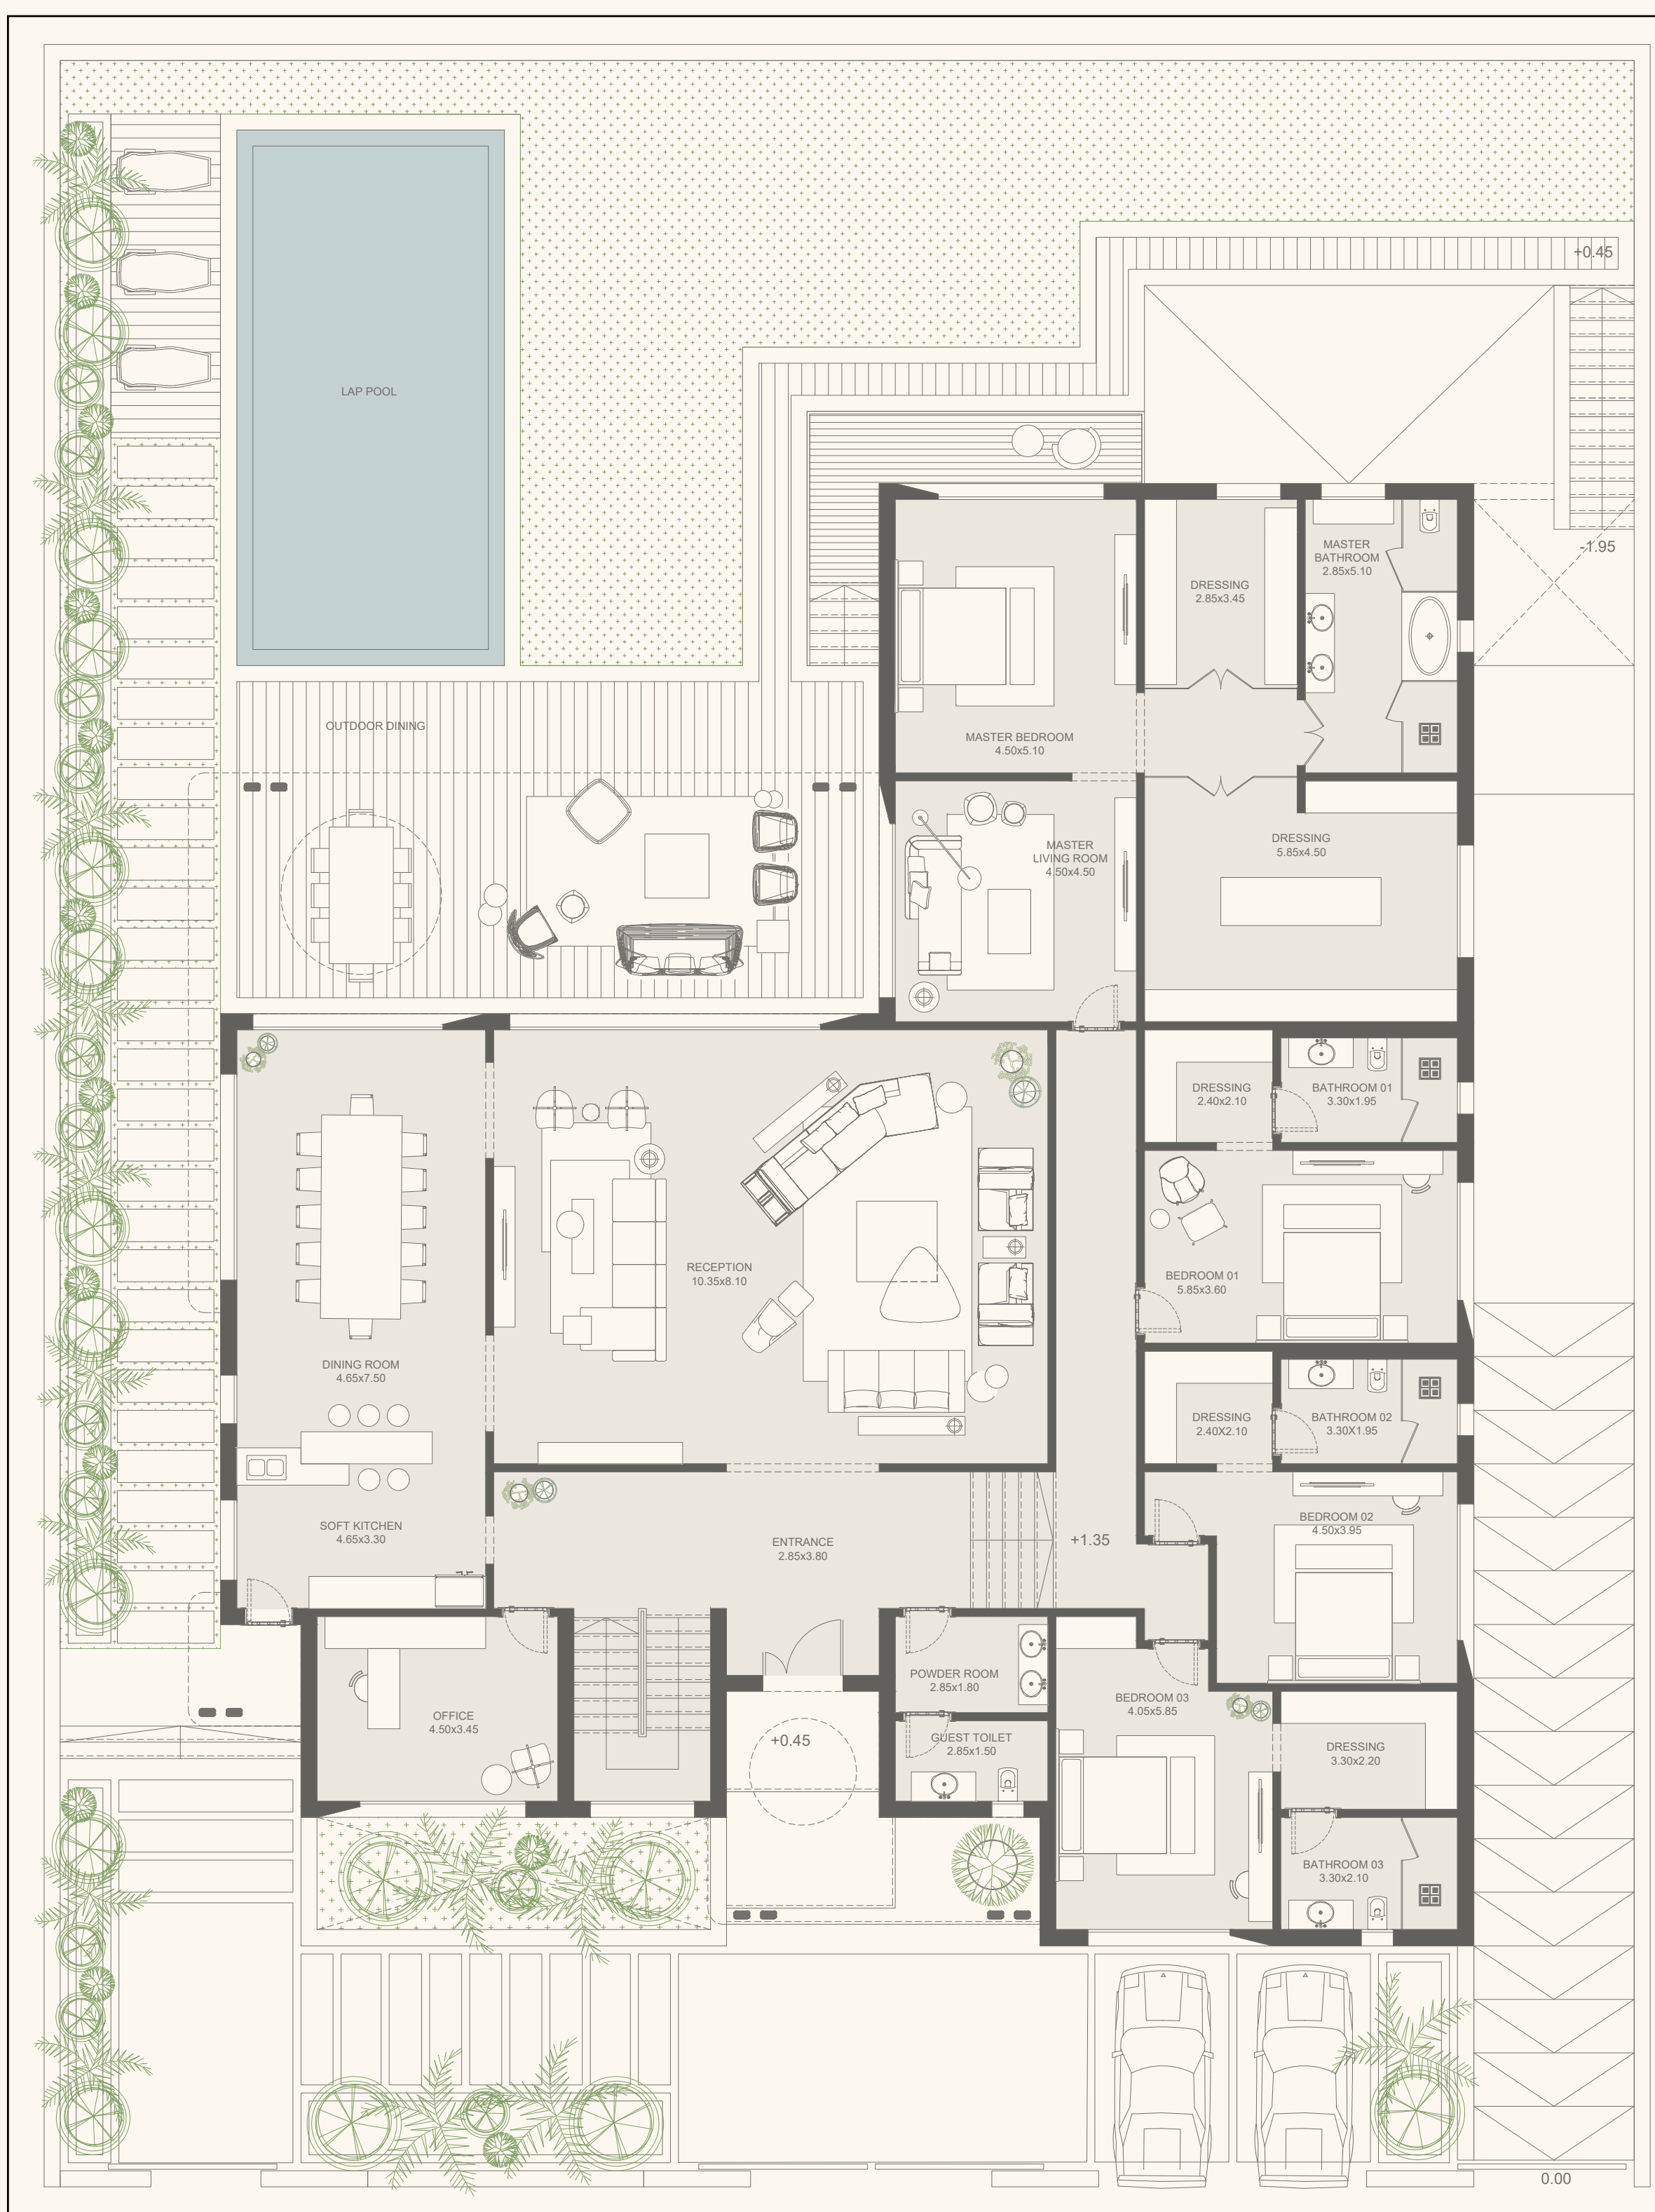 +0.45
LAP POOL
-1.95
MASTER
BATHROOM
2.85x5.10
DRESSING
2.85x3.45
OUTDOOR DINING
MASTER BEDROOM
4.50x5.10
MASTER
LIVING ROOM
4.50x4.50
DRESSING
5.85x4.50
DRESSING
2.40x2.10
BATHROOM 01
3.30x1.95
RECEPTION
10.35x8.10
BEDROOM 01
5.85x3.60
DINING ROOM
4.65x7.50
DRESSING
2.40X2.10
BATHROOM 02
3.30X1.95
SOFT KITCHEN
4.65x3.30
ENTRANCE
2.85x3.80
+1.35
BEDROOM 02
4.50x3.95
POWDER ROOM
2.85x1.80
BEDROOM 03
4.05x5.85
OFFICE
4.50x3.45
+0.45
GUEST TOILET
2.85x1.50
DRESSING
3.30x2.20
BATHROOM 03
3.30x2.10
0.00